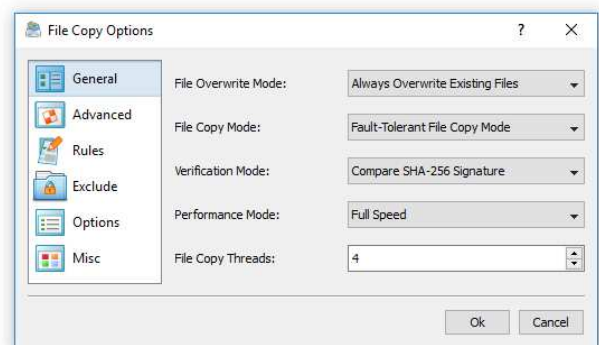 File Copy Options ?
General
Advanced
Rules
Exclude
Options
Misc
File Overwrite Mode: Always Overwrite Existing Files
File Copy Mode: Fault-Tolerant File Copy Mode
Verification Mode: Compare SHA-256 Signature
Performance Mode: Full Speed
File Copy Threads: 4
Ok Cancel